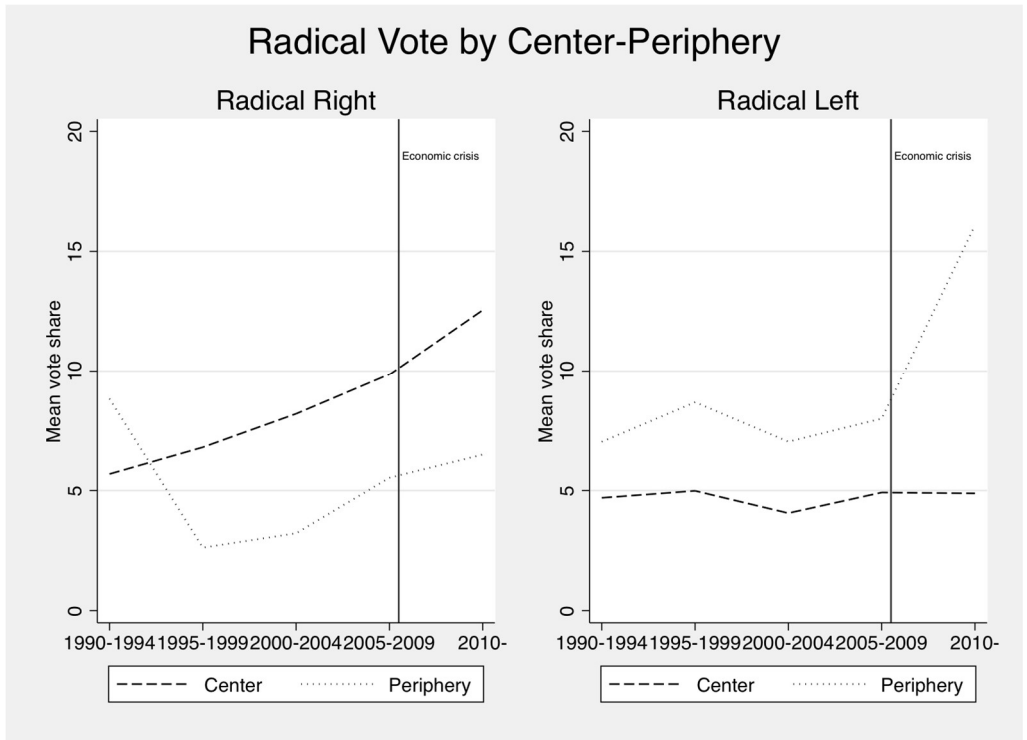 Radical Vote by Center-Periphery
Radical Right
Mean vote share
20
15
10
5
0
Economic crisis
1990-1994 1995-1999 2000-2004 2005-2009 2010-
Center Periphery
Radical Left
Mean vote share
20
15
10
5
0
Economic crisis
1990-1994 1995-1999 2000-2004 2005-2009 2010-
Center Periphery